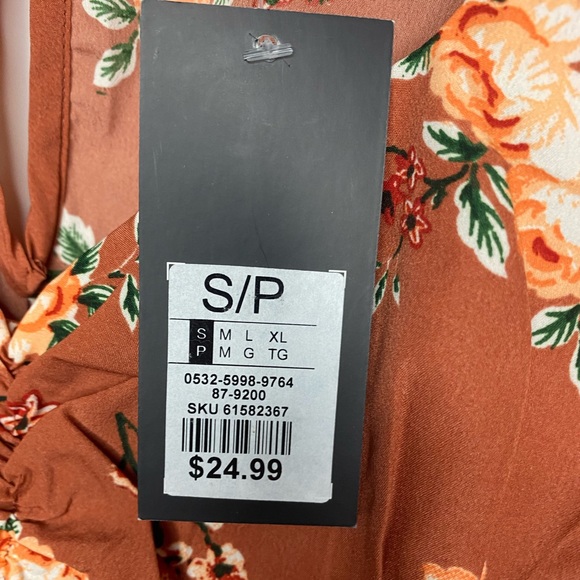 S/P
S M L XL
P M G TG
0532-5998-9764
87-9200
SKU 61582367
$24.99